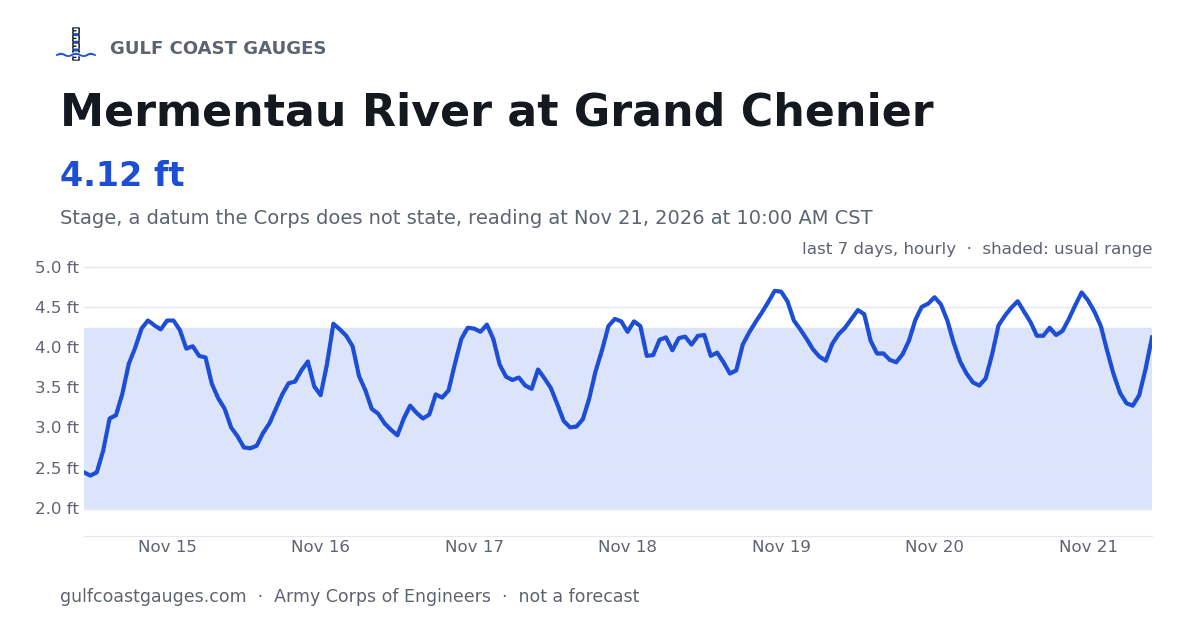 GULF COAST GAUGES
Mermentau River at Grand Chenier
4.12 ft
Stage, a datum the Corps does not state, reading at Nov 21, 2026 at 10:00 AM CST
last 7 days, hourly · shaded: usual range
5.0 ft
4.5 ft
4.0 ft
3.5 ft
3.0 ft
2.5 ft
2.0 ft
Nov 15 Nov 16 Nov 17 Nov 18 Nov 19 Nov 20 Nov 21
gulfcoastgauges.com · Army Corps of Engineers · not a forecast